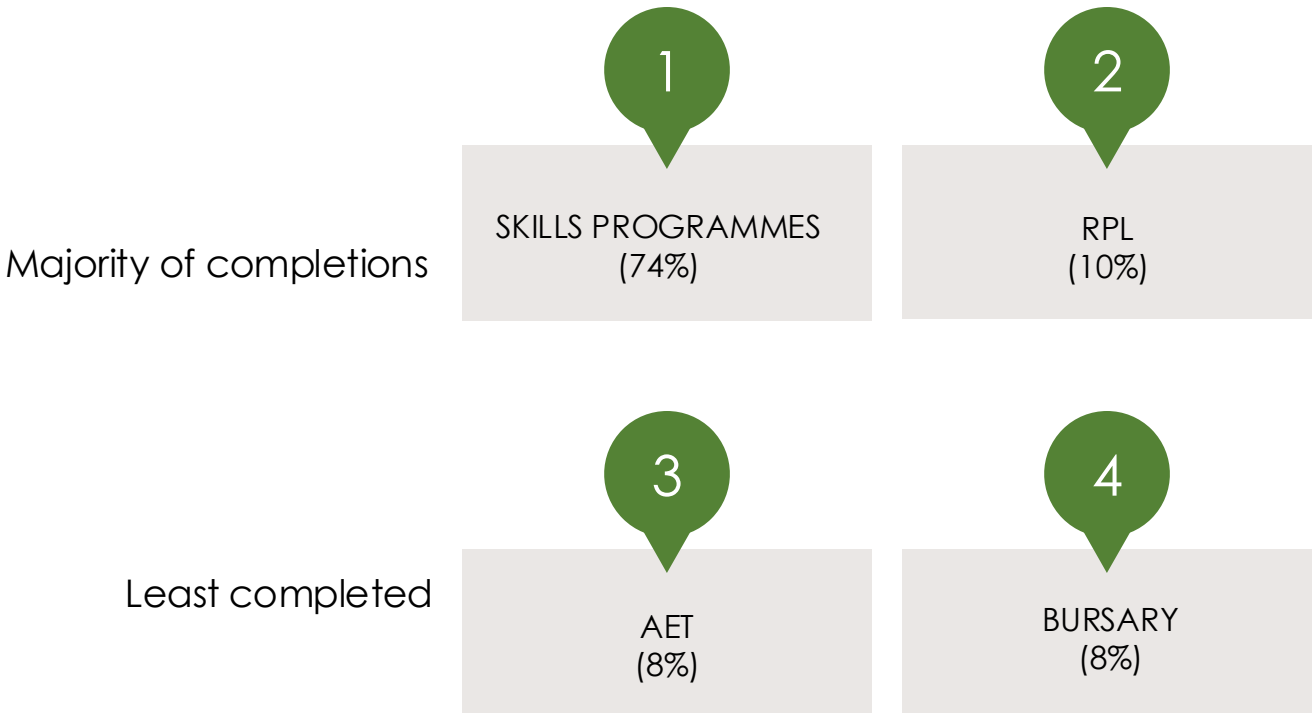 1
2
Majority of completions
SKILLS PROGRAMMES
(74%)
RPL
(10%)
3
4
Least completed
AET
(8%)
BURSARY
(8%)